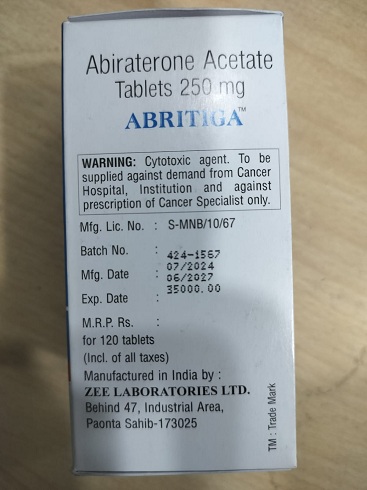 Abiraterone Acetate
Tablets 250 mg
ABRITIGA™
WARNING: Cytotoxic agent. To be
supplied against demand from Cancer
Hospital, Institution and against
prescription of Cancer Specialist only.
Mfg. Lic. No. : S-MNB/10/67
Batch No. : 424-1567
Mfg. Date : 07/2024
06/2027
Exp. Date : 35000.00
M.R.P. Rs. :
for 120 tablets
(Incl. of all taxes)
Manufactured in India by :
ZEE LABORATORIES LTD.
Behind 47, Industrial Area,
Paonta Sahib-173025
TM : Trade Mark